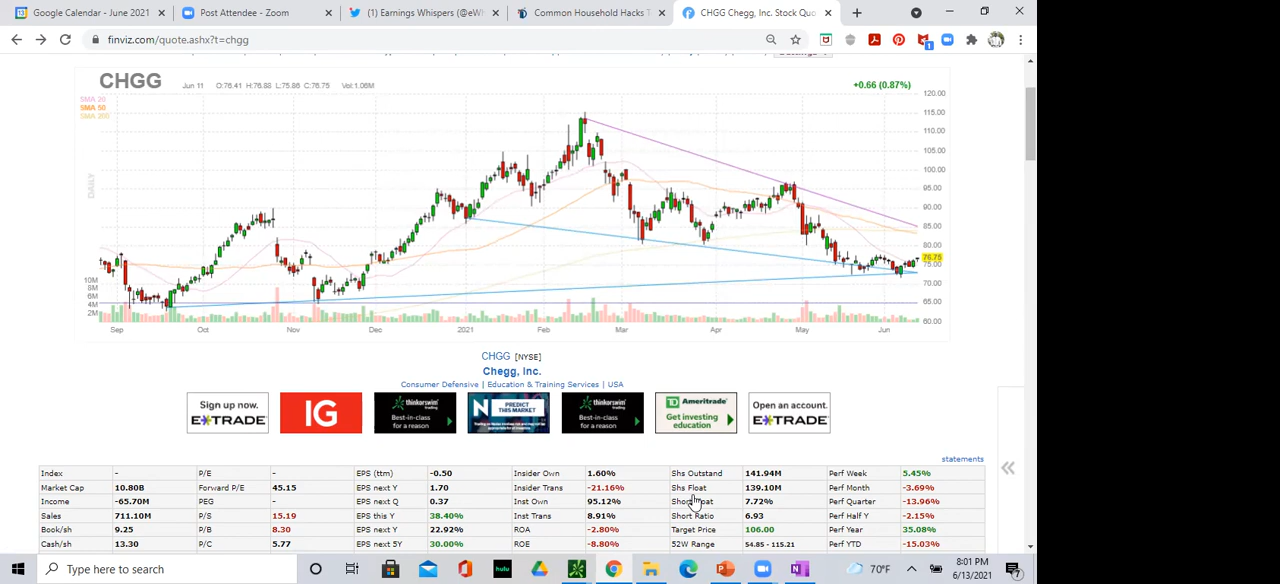 Google Calendar - June 2021
Post Attendee - Zoom
(1) Earnings Whispers (@eWh
Common Household Hacks T
CHGG Chegg, Inc. Stock Quo
finviz.com/quote.ashx?t=chgg
CHGG Jun 11 O:76.41 H:76.88 L:75.86 C:76.75 Vol:1.06M +0.66 (0.87%)
SMA 20
SMA 50
SMA 200
DAILY
120.00
115.00
110.00
105.00
100.00
95.00
90.00
85.00
80.00
76.75
75.00
70.00
65.00
60.00
10M
8M
6M
4M
2M
Sep Oct Nov Dec 2021 Feb Mar Apr May Jun
CHGG [NYSE]
Chegg, Inc.
Consumer Defensive | Education & Training Services | USA
Sign up now.
E*TRADE
IG
thinkorswim
trading
Best-in-class
for a reason
N PREDICT
THIS MARKET
thinkorswim
trading
Best-in-class
for a reason
TD Ameritrade
Get investing
education
Open an account.
E*TRADE
statements
Index - P/E - EPS (ttm) -0.50 Insider Own 1.60% Shs Outstand 141.94M Perf Week 5.45%
Market Cap 10.80B Forward P/E 45.15 EPS next Y 1.70 Insider Trans -21.16% Shs Float 139.10M Perf Month -3.69%
Income -65.70M PEG - EPS next Q 0.37 Inst Own 95.12% Short Float 7.72% Perf Quarter -13.96%
Sales 711.10M P/S 15.19 EPS this Y 38.40% Inst Trans 8.91% Short Ratio 6.93 Perf Half Y -2.15%
Book/sh 9.25 P/B 8.30 EPS next Y 22.92% ROA -2.80% Target Price 106.00 Perf Year 35.08%
Cash/sh 13.30 P/C 5.77 EPS next 5Y 30.00% ROE -8.80% 52W Range 54.85 - 115.21 Perf YTD -15.03%
Type here to search
hulu
70°F
8:01 PM
6/13/2021
7